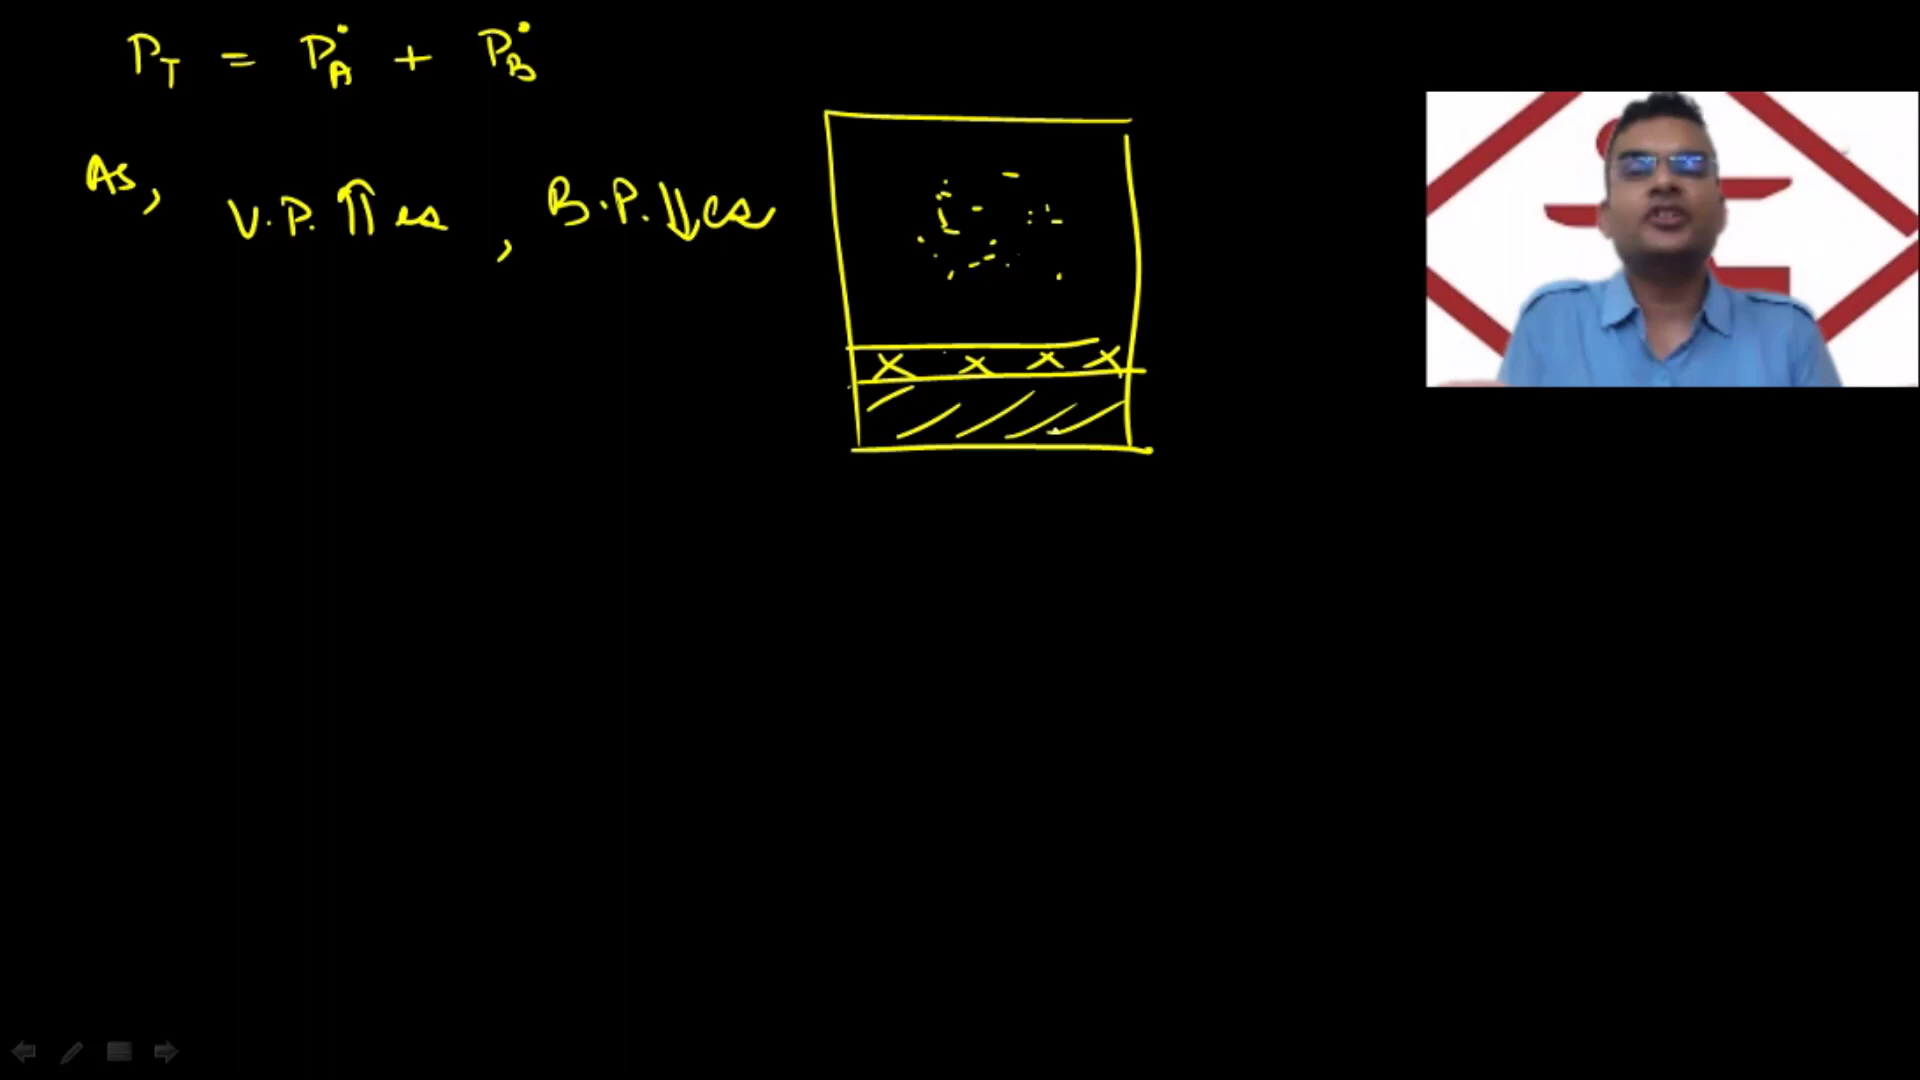 P_T = P°_A + P°_B
As, V.P. ⇑es, B.P. ⇓es
× × × ×